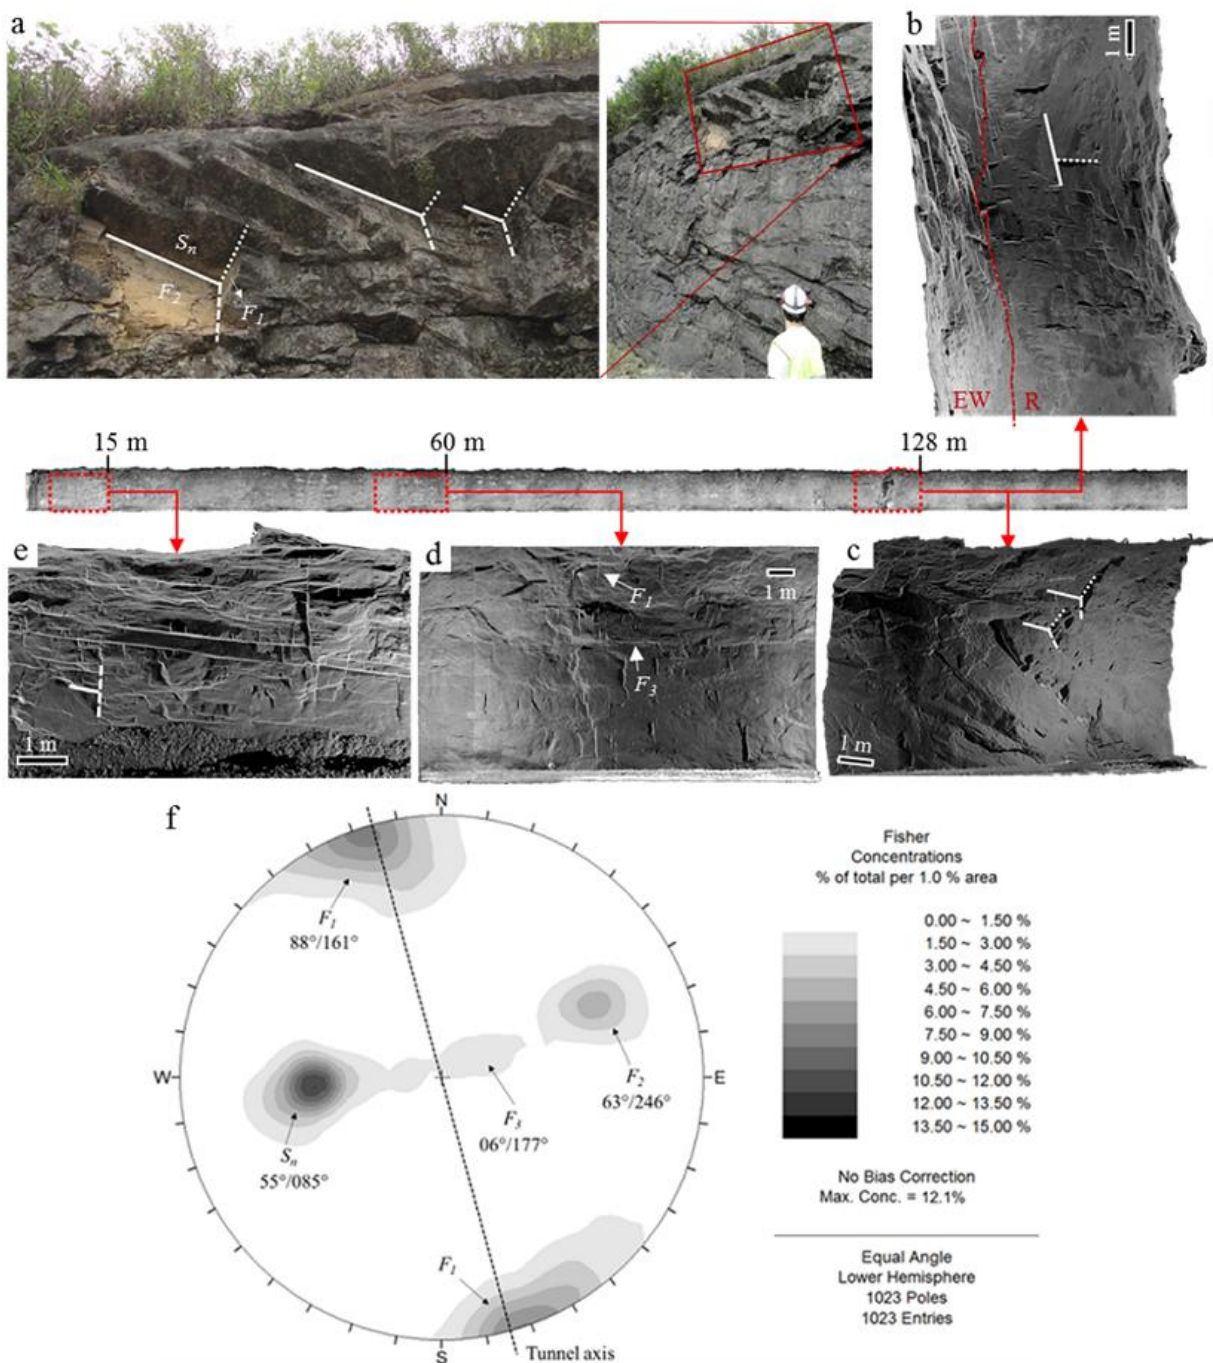 a
Sn
F2
F1
b
1 m
EW
R
15 m
60 m
128 m
e
1 m
d
F1
1 m
F3
c
1 m
f
N
F1
88°/161°
W
E
F2
63°/246°
F3
06°/177°
Sn
55°/085°
F1
S
Tunnel axis
Fisher
Concentrations
% of total per 1.0 % area
0.00 ~ 1.50 %
1.50 ~ 3.00 %
3.00 ~ 4.50 %
4.50 ~ 6.00 %
6.00 ~ 7.50 %
7.50 ~ 9.00 %
9.00 ~ 10.50 %
10.50 ~ 12.00 %
12.00 ~ 13.50 %
13.50 ~ 15.00 %
No Bias Correction
Max. Conc. = 12.1%
Equal Angle
Lower Hemisphere
1023 Poles
1023 Entries